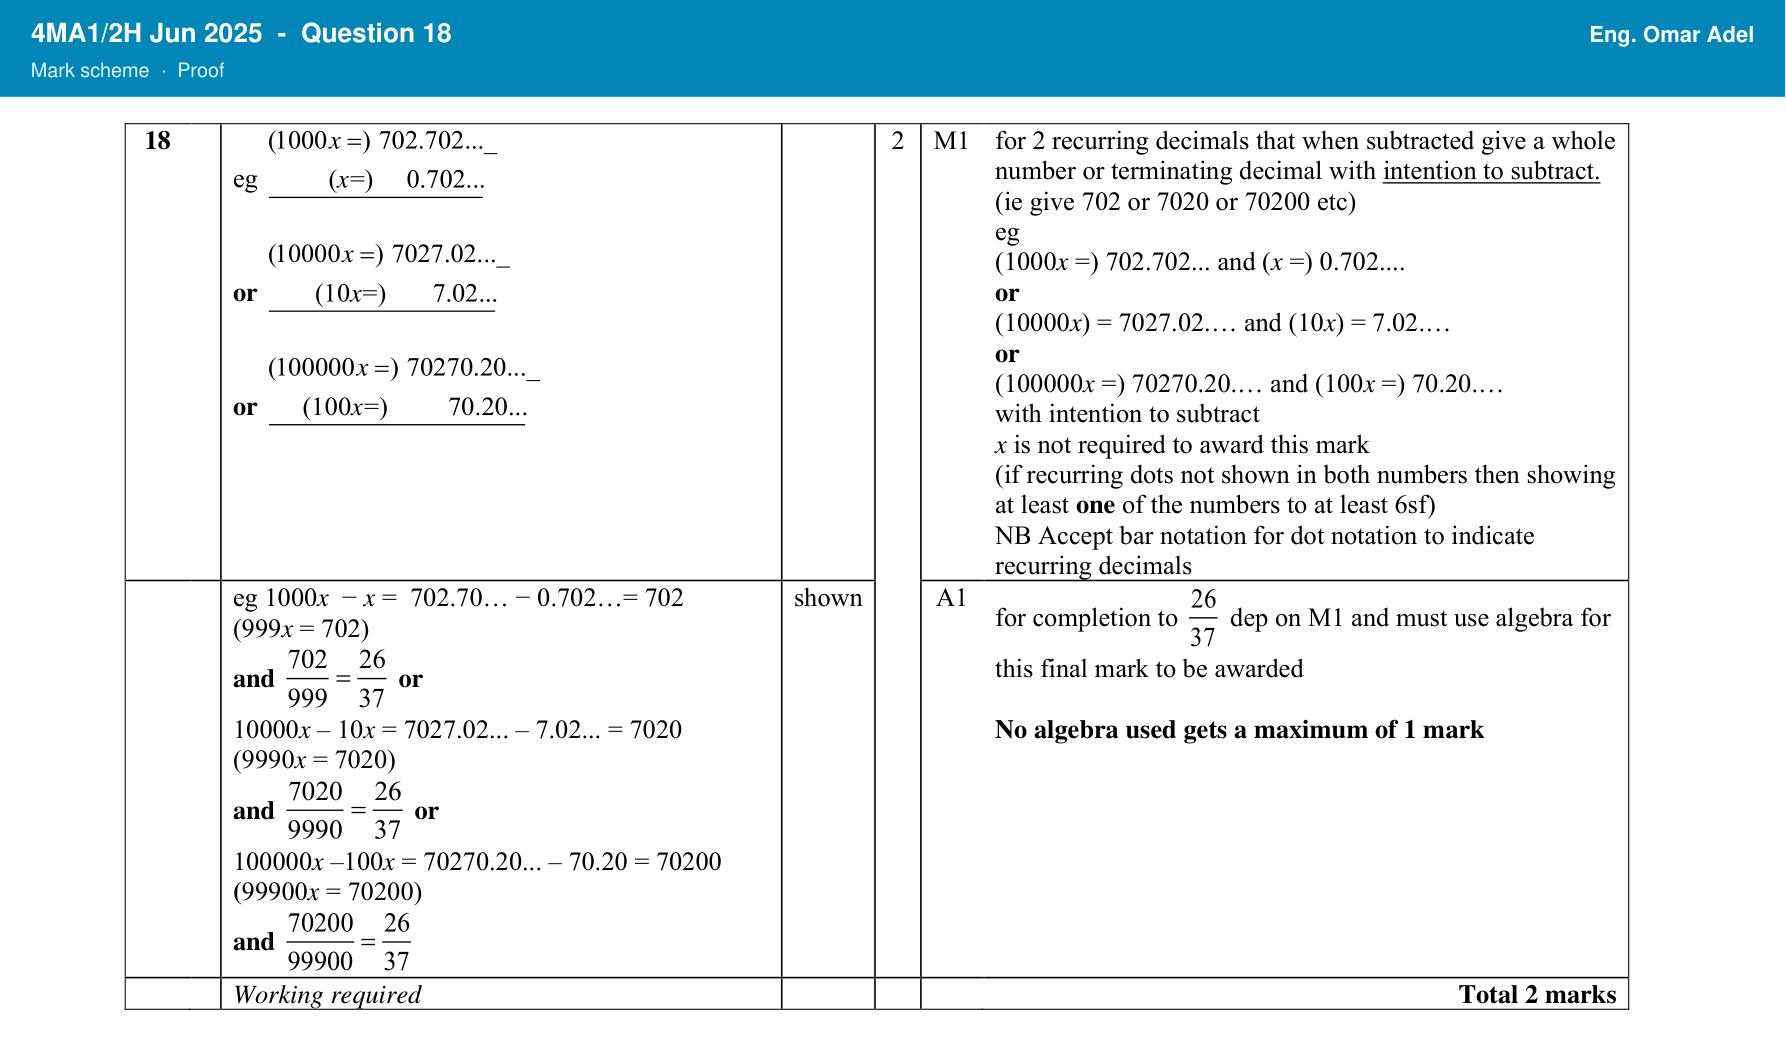 4MA1/2H Jun 2025 - Question 18
Eng. Omar Adel
Mark scheme · Proof
18
(1000x =) 702.702..._
eg (x=) 0.702...
(10000x =) 7027.02..._
or (10x=) 7.02...
(100000x =) 70270.20..._
or (100x=) 70.20...
2
M1
for 2 recurring decimals that when subtracted give a whole
number or terminating decimal with intention to subtract.
(ie give 702 or 7020 or 70200 etc)
eg
(1000x =) 702.702... and (x =) 0.702....
or
(10000x) = 7027.02.… and (10x) = 7.02.…
or
(100000x =) 70270.20.… and (100x =) 70.20.…
with intention to subtract
x is not required to award this mark
(if recurring dots not shown in both numbers then showing
at least one of the numbers to at least 6sf)
NB Accept bar notation for dot notation to indicate
recurring decimals
eg 1000x − x = 702.70… − 0.702…= 702
(999x = 702)
and 702/999 = 26/37 or
10000x – 10x = 7027.02... – 7.02... = 7020
(9990x = 7020)
and 7020/9990 = 26/37 or
100000x –100x = 70270.20... – 70.20 = 70200
(99900x = 70200)
and 70200/99900 = 26/37
shown
A1
for completion to 26/37 dep on M1 and must use algebra for
this final mark to be awarded
No algebra used gets a maximum of 1 mark
Working required
Total 2 marks